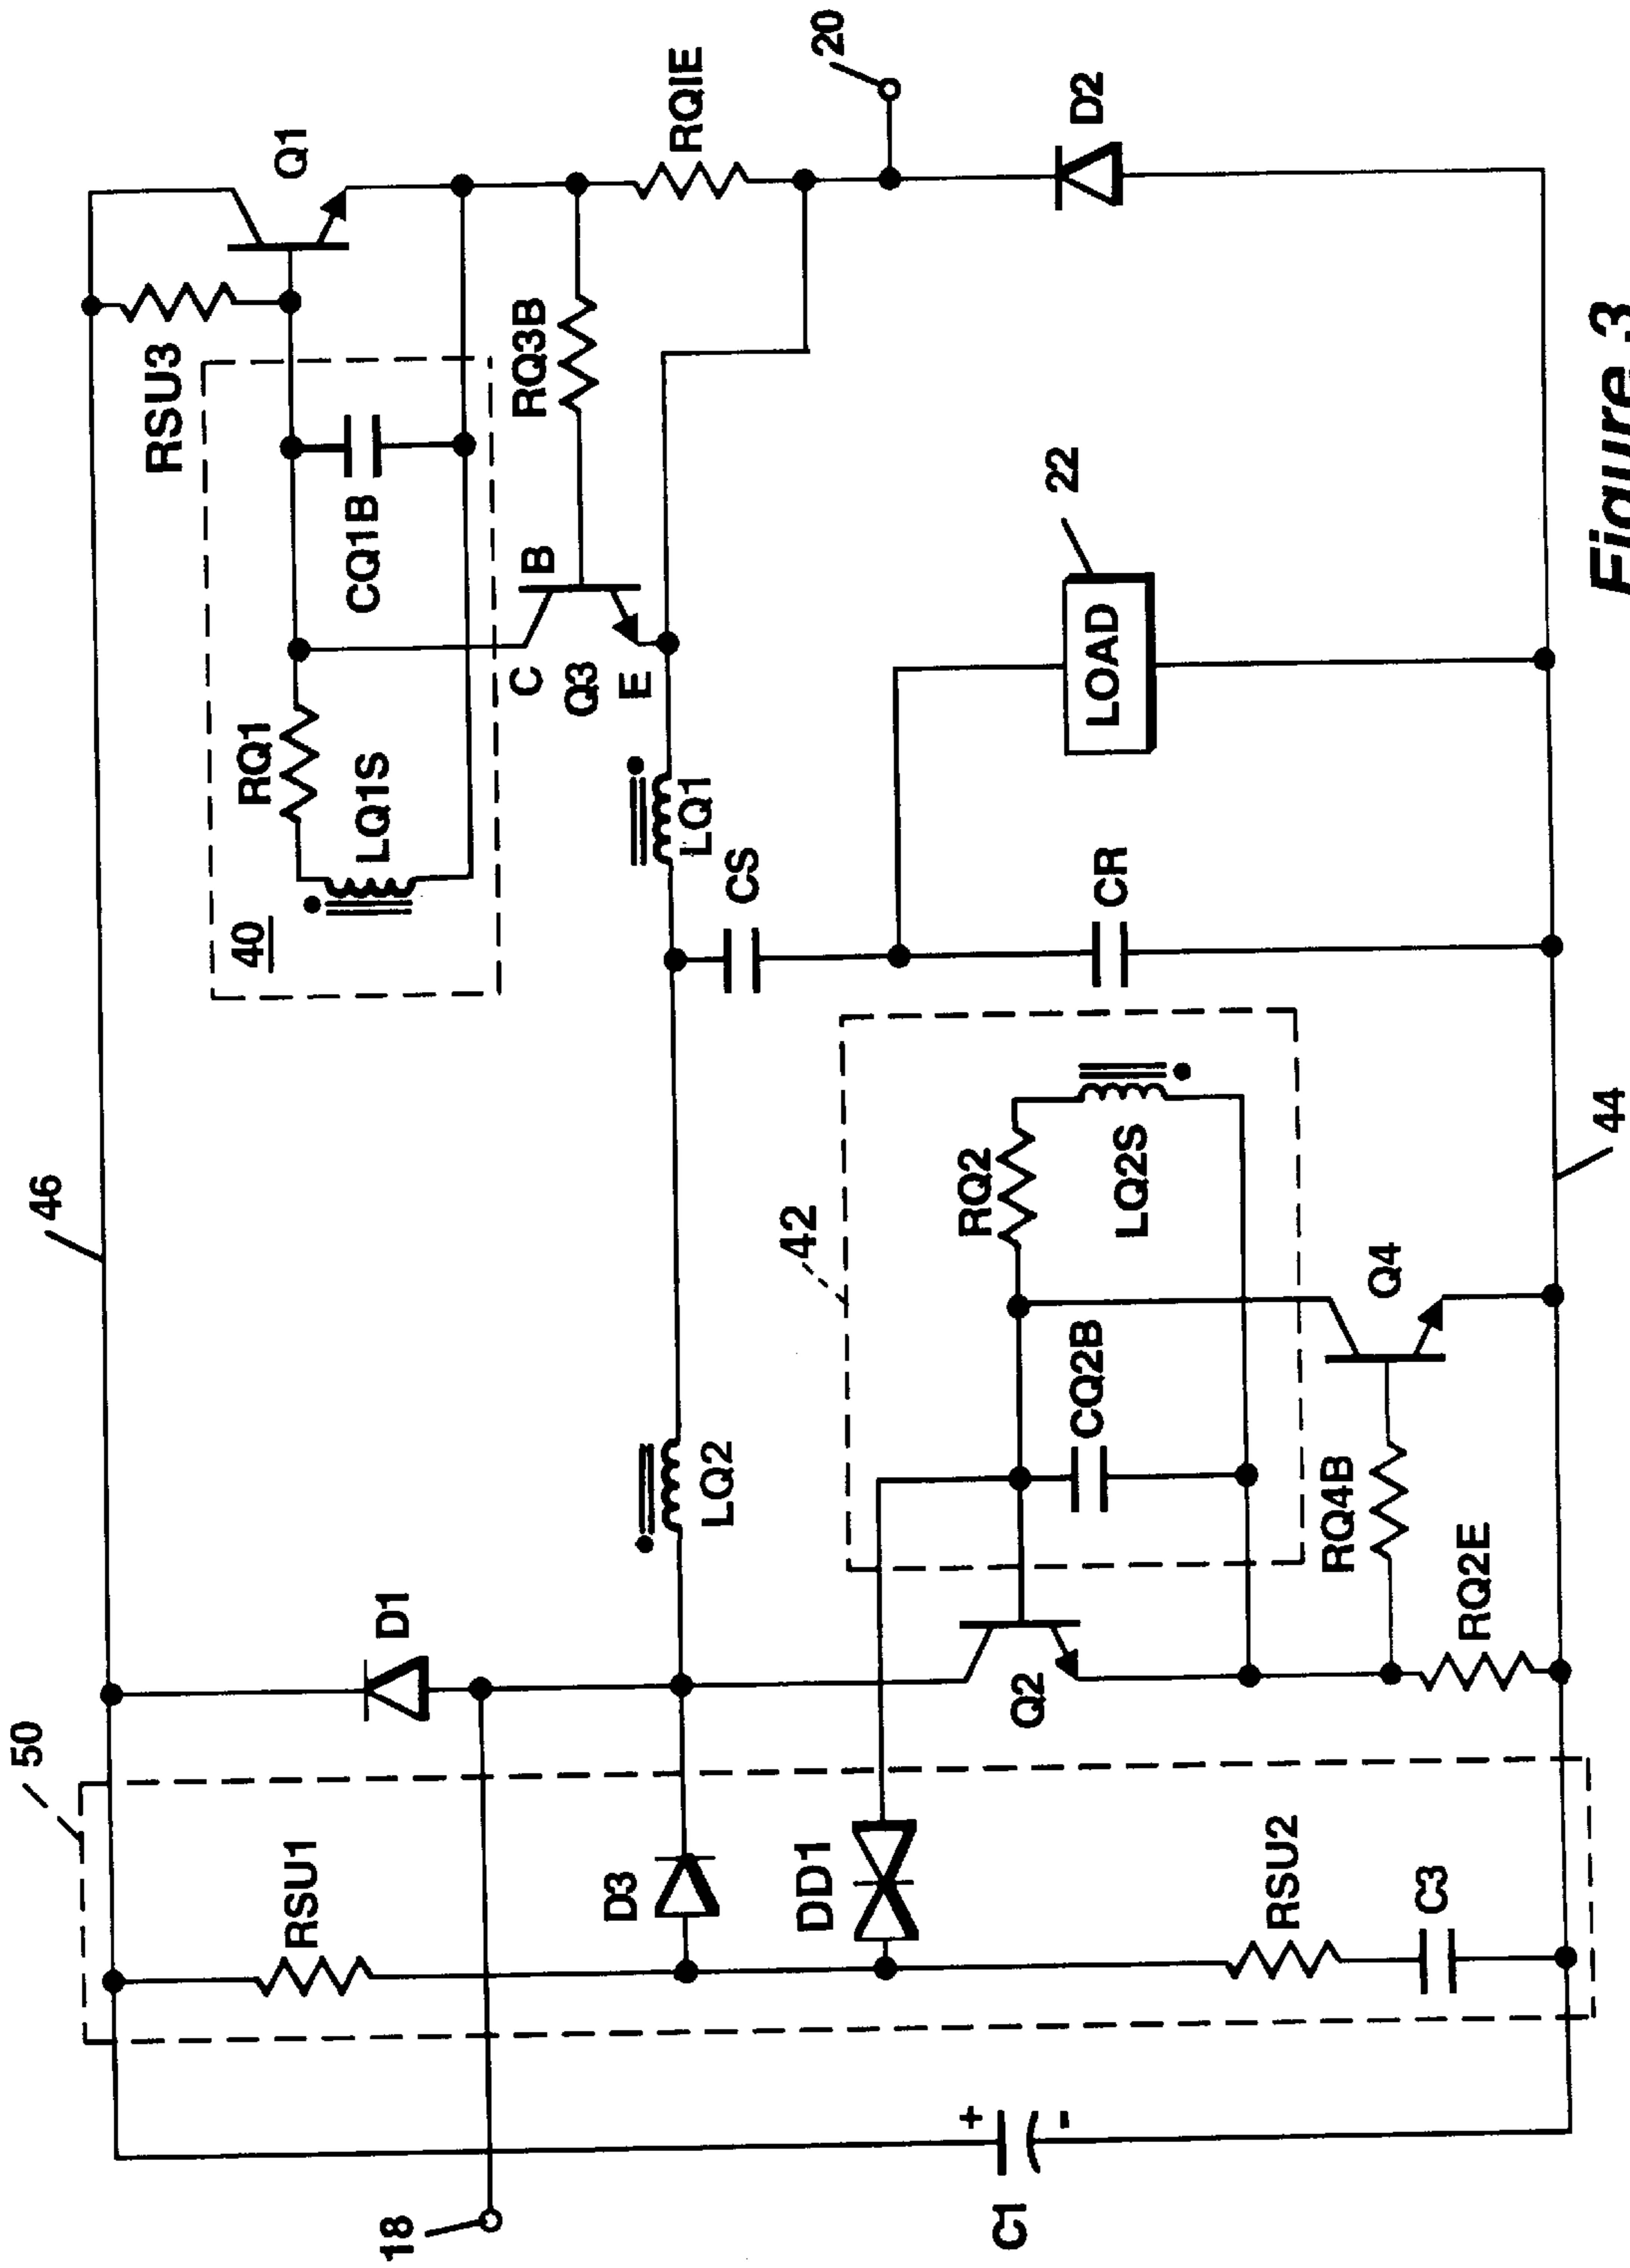 46
50
Q1
RSU3
RQ1
40
LQ1S
CQ1B
C
B
Q3
E
RQ3B
RQIE
20
D2
D1
RSU1
18
D3
LQ2
LQ1
CS
22
LOAD
CR
DD1
42
RQ2
LQ2S
CQ2B
Q2
Q4
RQ4B
RQ2E
RSU2
C3
C1
+
-
44
Figure 3